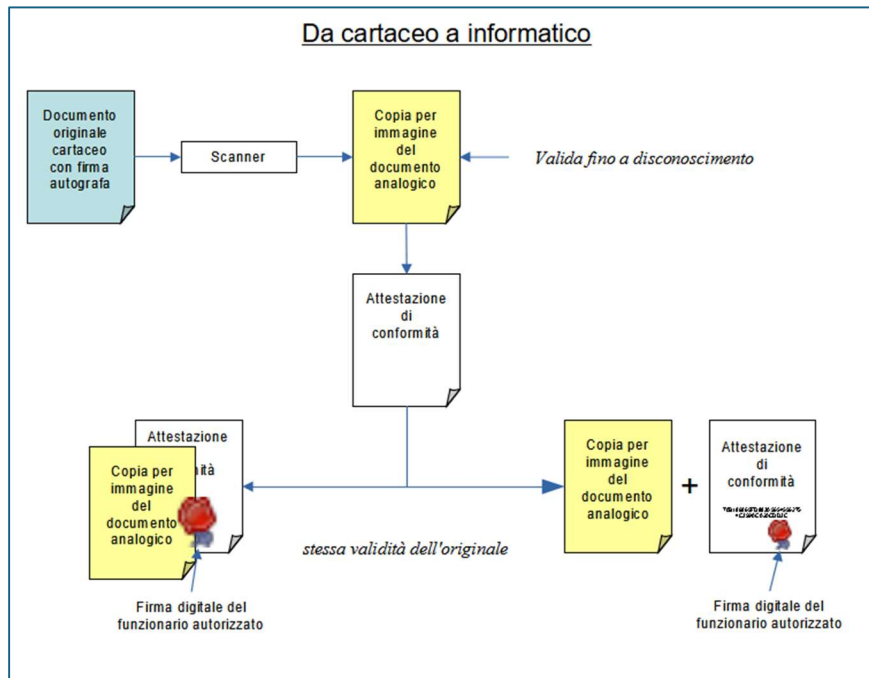 Da cartaceo a informatico
Documento
originale
cartaceo
con firma
autografa
Scanner
Copia per
immagine
del
documento
analogico
Valida fino a disconoscimento
Attestazione
di
conformità
Attestazione
mità
Copia per
immagine
del
documento
analogico
Firma digitale del
funzionario autorizzato
stessa validità dell'originale
Copia per
immagine
del
documento
analogico
+
Attestazione
di
conformità
Firma digitale del
funzionario autorizzato